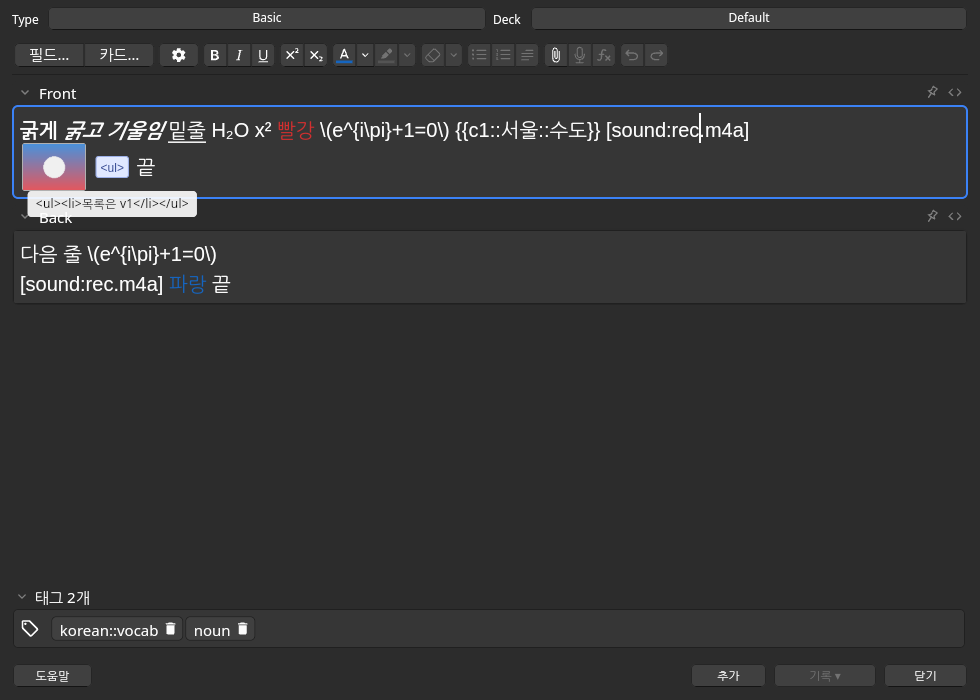 Type Basic Deck Default
필드... 카드... B I U X² X₂ A fx
Front
굵게 굵고 기울임 밑줄 H₂O x² 빨강 \(e^{i\pi}+1=0\) {{c1::서울::수도}} [sound:rec.m4a]
<ul> 끝
<ul><li>목록은 v1</li></ul>
Back
다음 줄 \(e^{i\pi}+1=0\)
[sound:rec.m4a] 파랑 끝
태그 2개
korean::vocab noun
도움말 추가 기록 ▾ 닫기